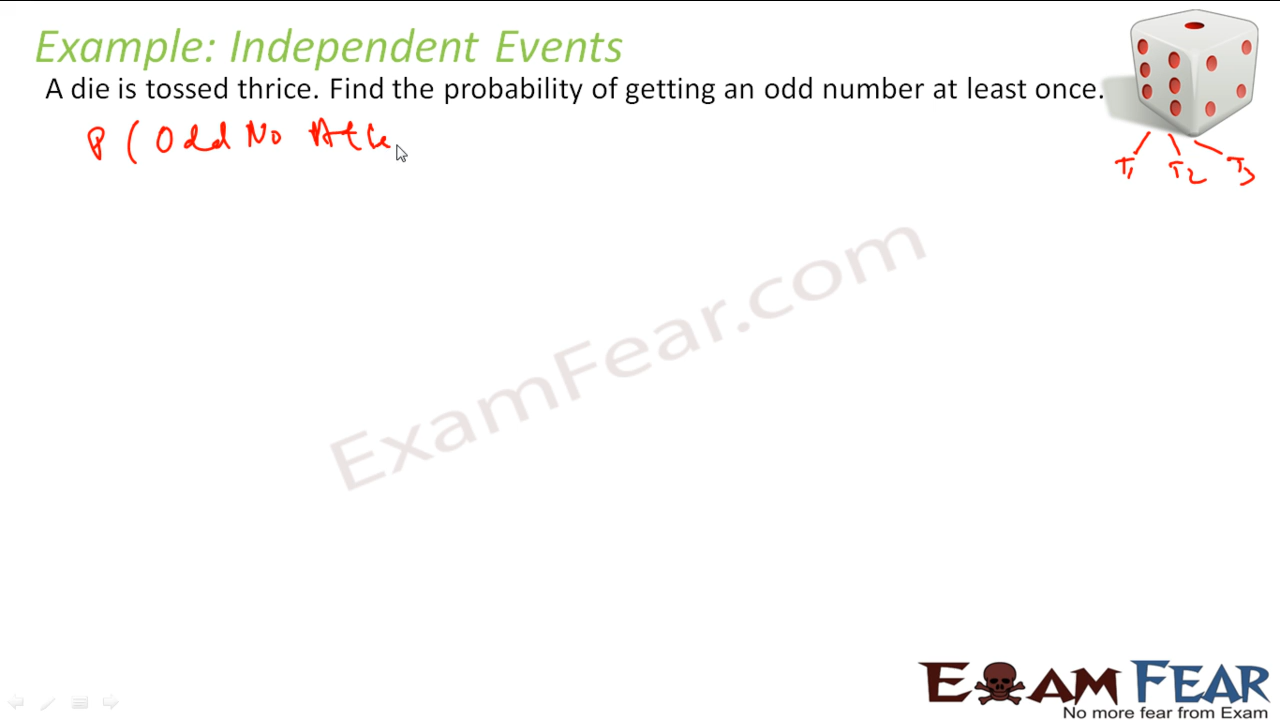 Example: Independent Events
A die is tossed thrice. Find the probability of getting an odd number at least once.
P ( Odd No Atle
T1 T2 T3
ExamFear.com
EXAM FEAR
No more fear from Exam